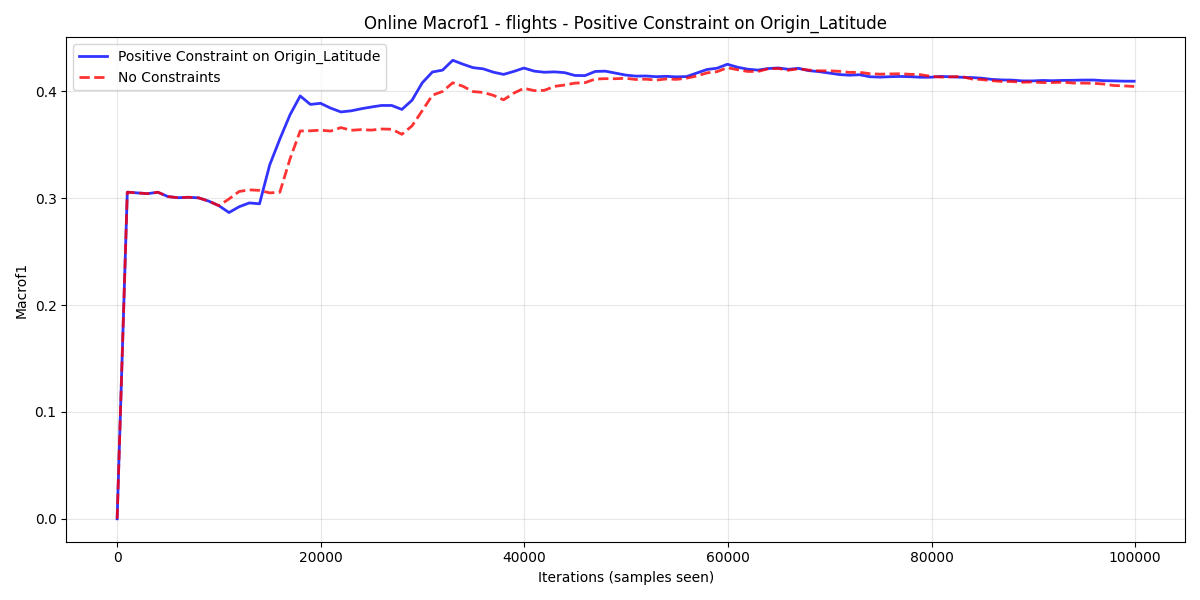 Online Macrof1 - flights - Positive Constraint on Origin_Latitude
Positive Constraint on Origin_Latitude
No Constraints
Macrof1
0.4
0.3
0.2
0.1
0.0
0 20000 40000 60000 80000 100000
Iterations (samples seen)